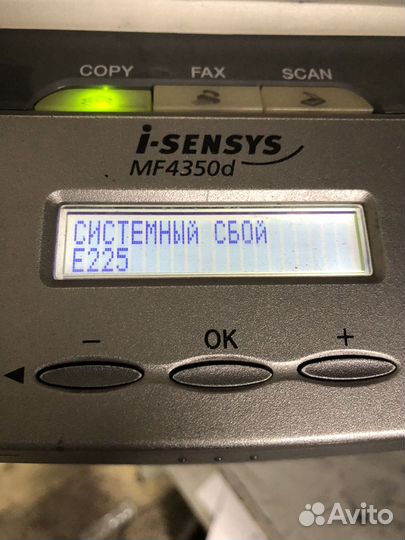 COPY FAX SCAN
i-SENSYS
MF4350d
СИСТЕМНЫЙ СБОЙ
E225
− OK +
Avito